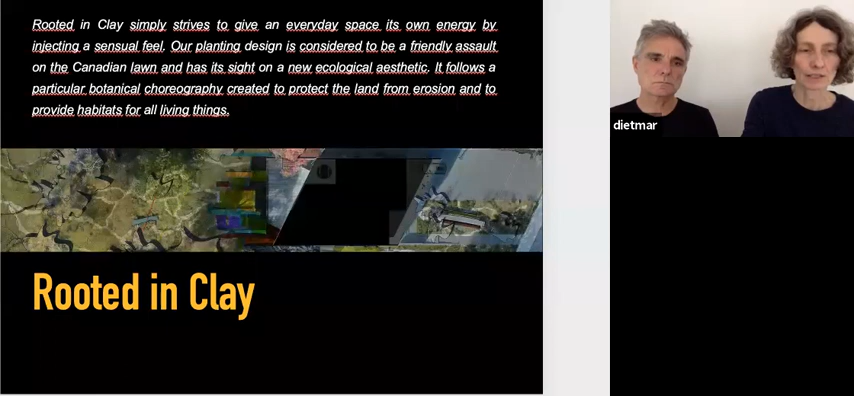 Rooted in Clay simply strives to give an everyday space its own energy by
injecting a sensual feel. Our planting design is considered to be a friendly assault
on the Canadian lawn and has its sight on a new ecological aesthetic. It follows a
particular botanical choreography created to protect the land from erosion and to
provide habitats for all living things.
Rooted in Clay
dietmar